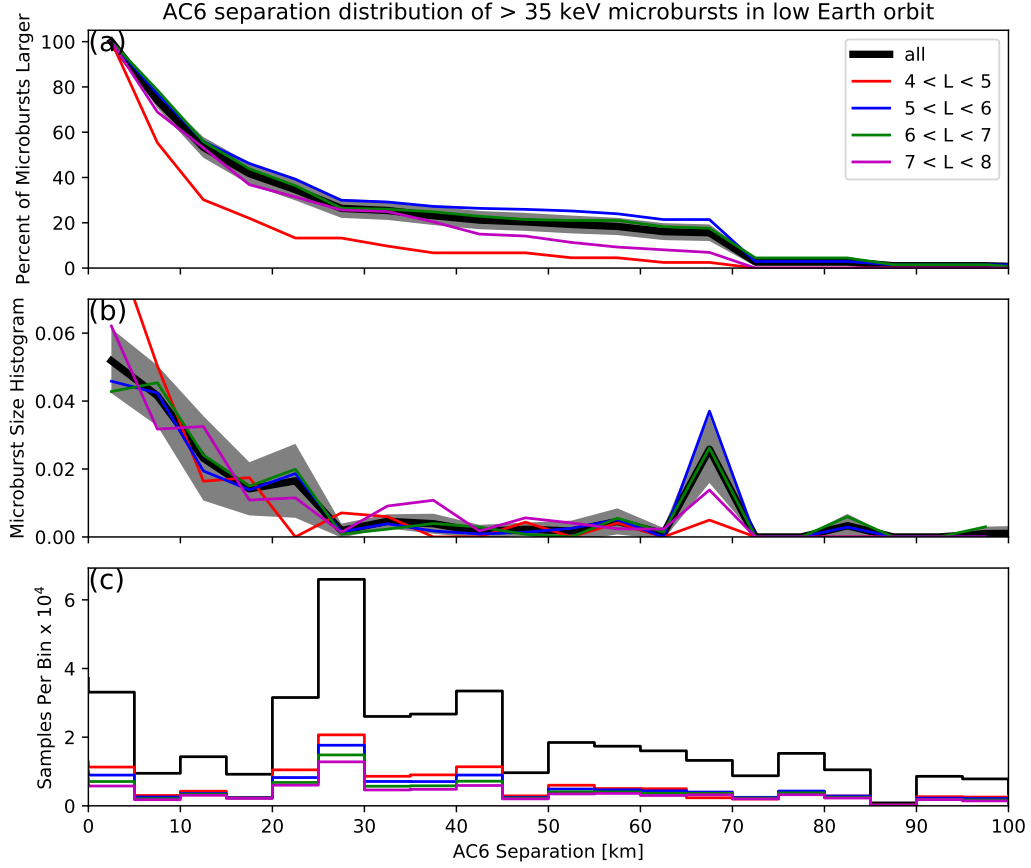 AC6 separation distribution of > 35 keV microbursts in low Earth orbit
(a)
Percent of Microbursts Larger
100
80
60
40
20
0
all
4 < L < 5
5 < L < 6
6 < L < 7
7 < L < 8
(b)
Microburst Size Histogram
0.06
0.04
0.02
0.00
(c)
Samples Per Bin x 10⁴
6
4
2
0
0 10 20 30 40 50 60 70 80 90 100
AC6 Separation [km]